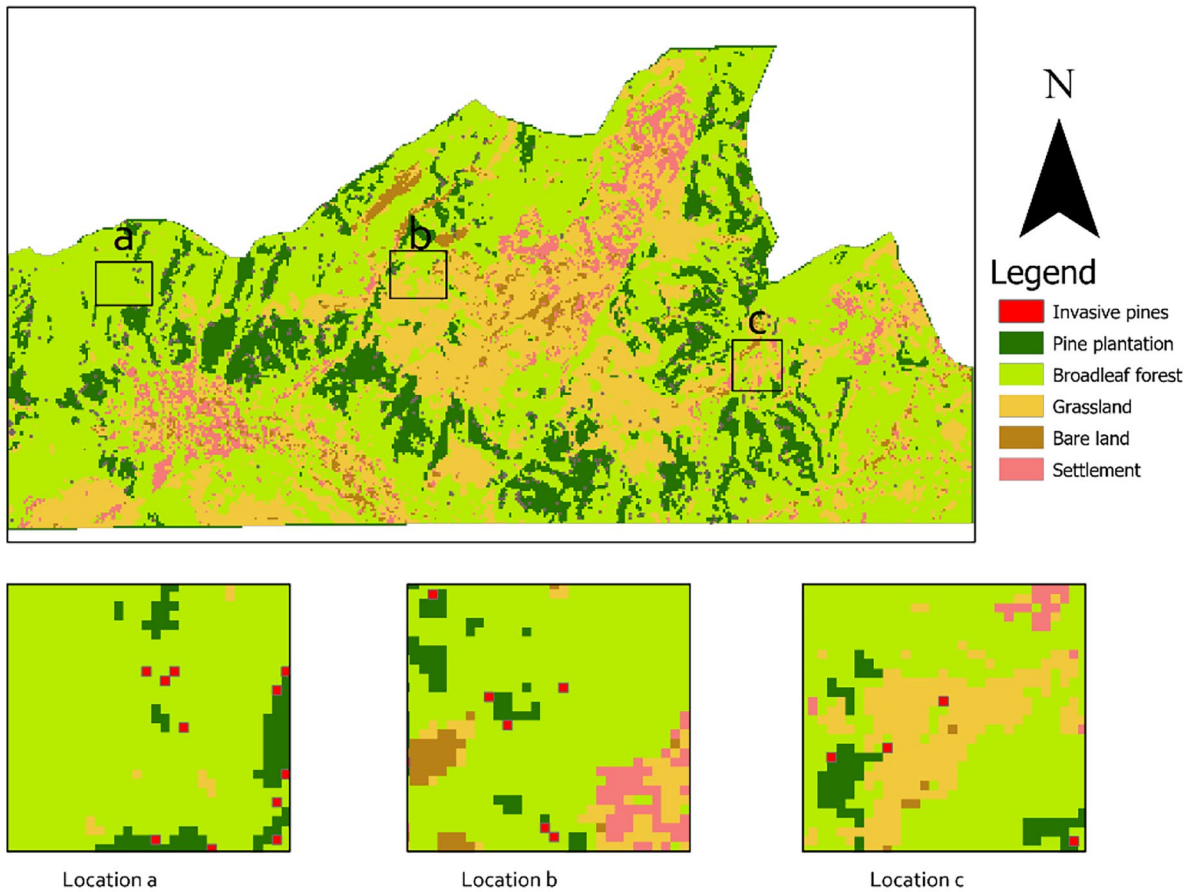 N
a
b
c
Legend
Invasive pines
Pine plantation
Broadleaf forest
Grassland
Bare land
Settlement
Location a
Location b
Location c